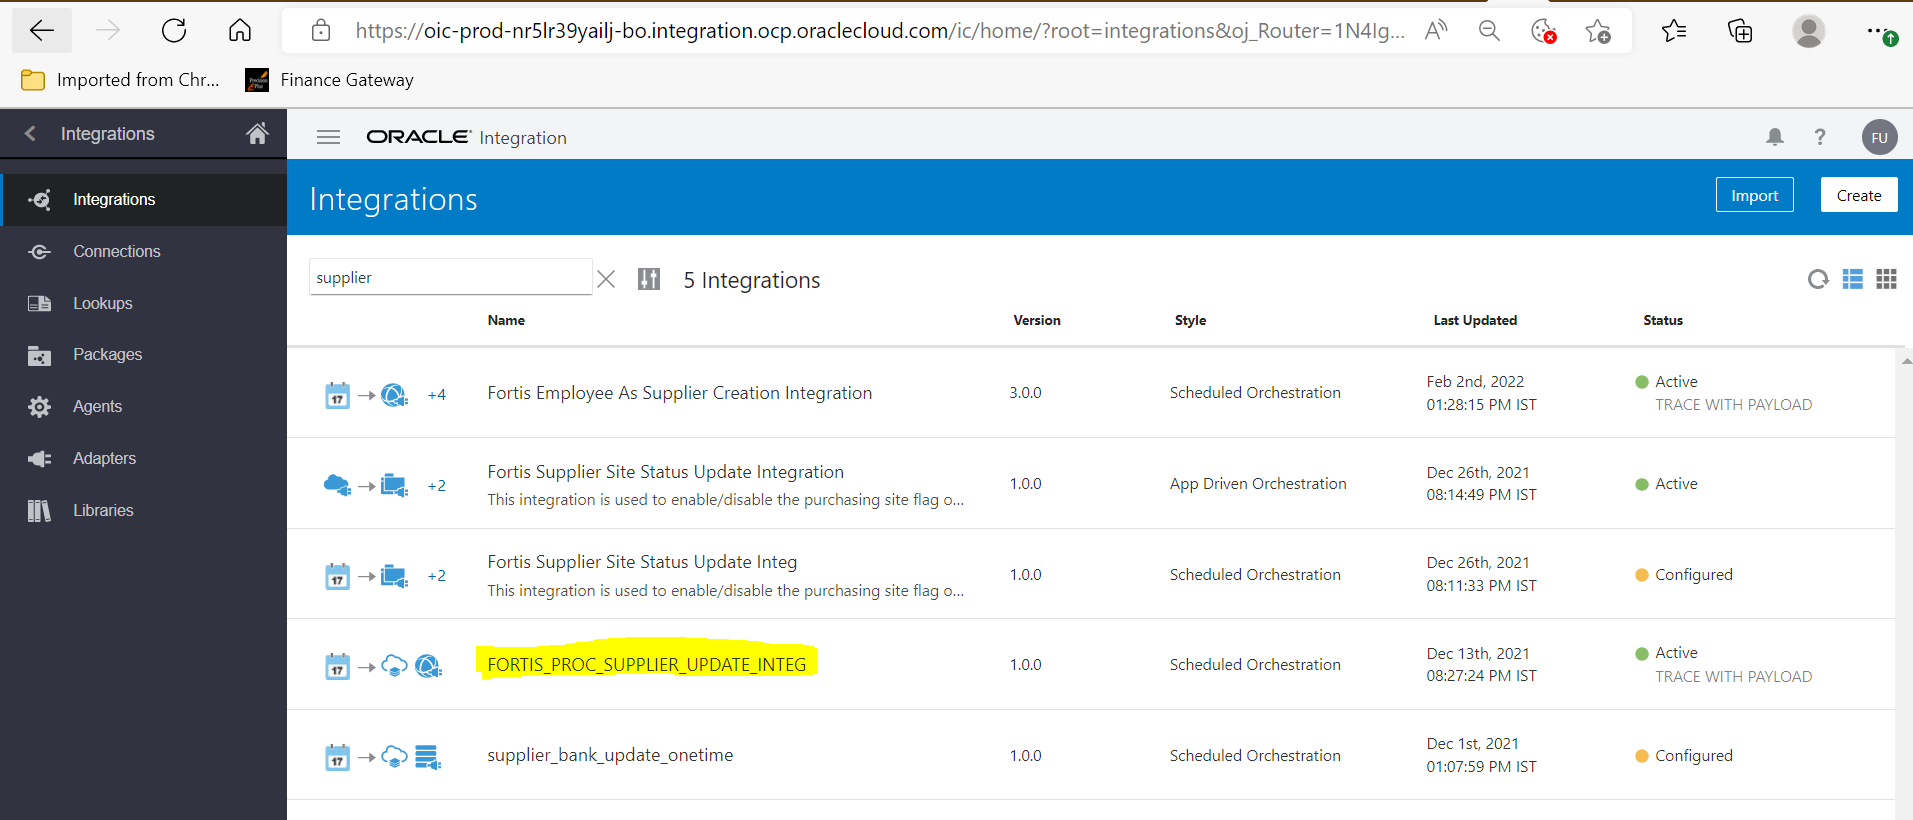 https://oic-prod-nr5lr39yailj-bo.integration.ocp.oraclecloud.com/ic/home/?root=integrations&oj_Router=1N4Ig...
Imported from Chr...
Finance Gateway
Integrations
ORACLE Integration
FU
Integrations
Import
Create
Integrations
Connections
Lookups
Packages
Agents
Adapters
Libraries
supplier
5 Integrations
Name Version Style Last Updated Status
17 +4 Fortis Employee As Supplier Creation Integration 3.0.0 Scheduled Orchestration Feb 2nd, 2022 Active
01:28:15 PM IST TRACE WITH PAYLOAD
+2 Fortis Supplier Site Status Update Integration 1.0.0 App Driven Orchestration Dec 26th, 2021 Active
This integration is used to enable/disable the purchasing site flag o... 08:14:49 PM IST
17 +2 Fortis Supplier Site Status Update Integ 1.0.0 Scheduled Orchestration Dec 26th, 2021 Configured
This integration is used to enable/disable the purchasing site flag o... 08:11:33 PM IST
17 FORTIS_PROC_SUPPLIER_UPDATE_INTEG 1.0.0 Scheduled Orchestration Dec 13th, 2021 Active
08:27:24 PM IST TRACE WITH PAYLOAD
17 supplier_bank_update_onetime 1.0.0 Scheduled Orchestration Dec 1st, 2021 Configured
01:07:59 PM IST